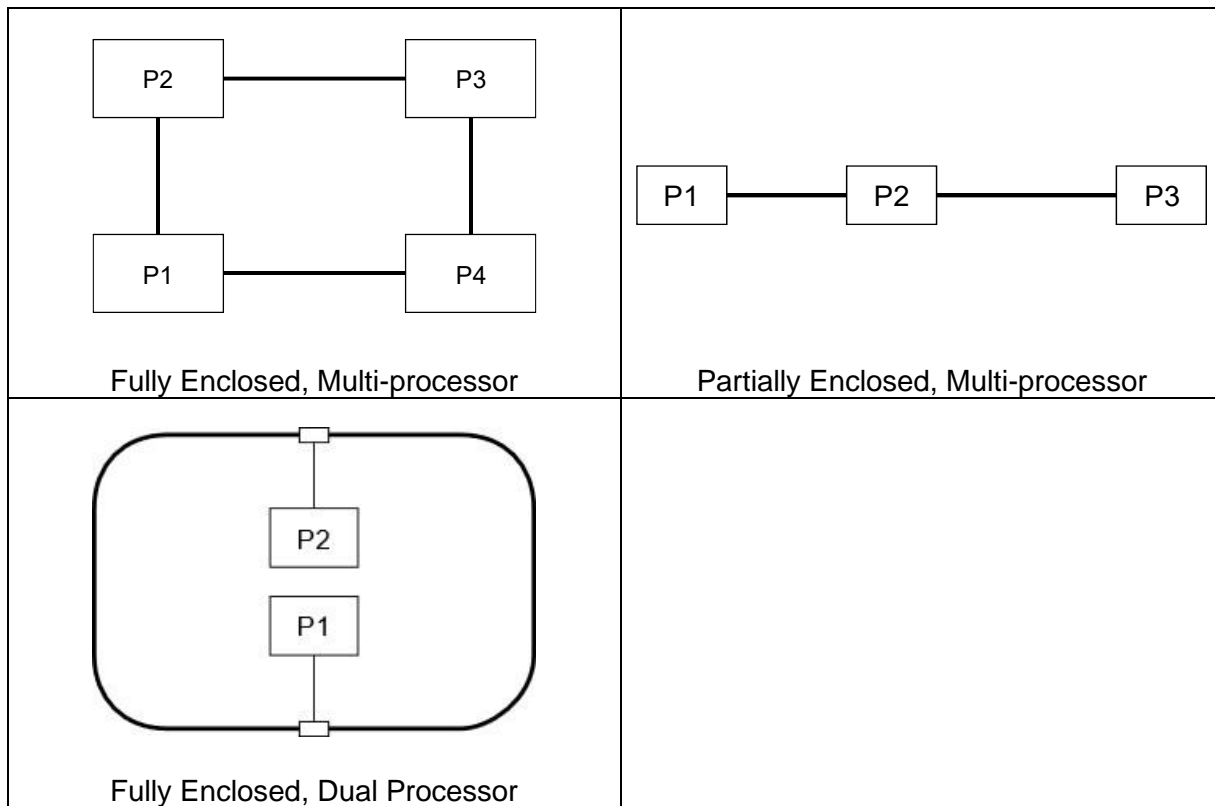 P2
P3
P1
P4
Fully Enclosed, Multi-processor
P1
P2
P3
Partially Enclosed, Multi-processor
P2
P1
Fully Enclosed, Dual Processor